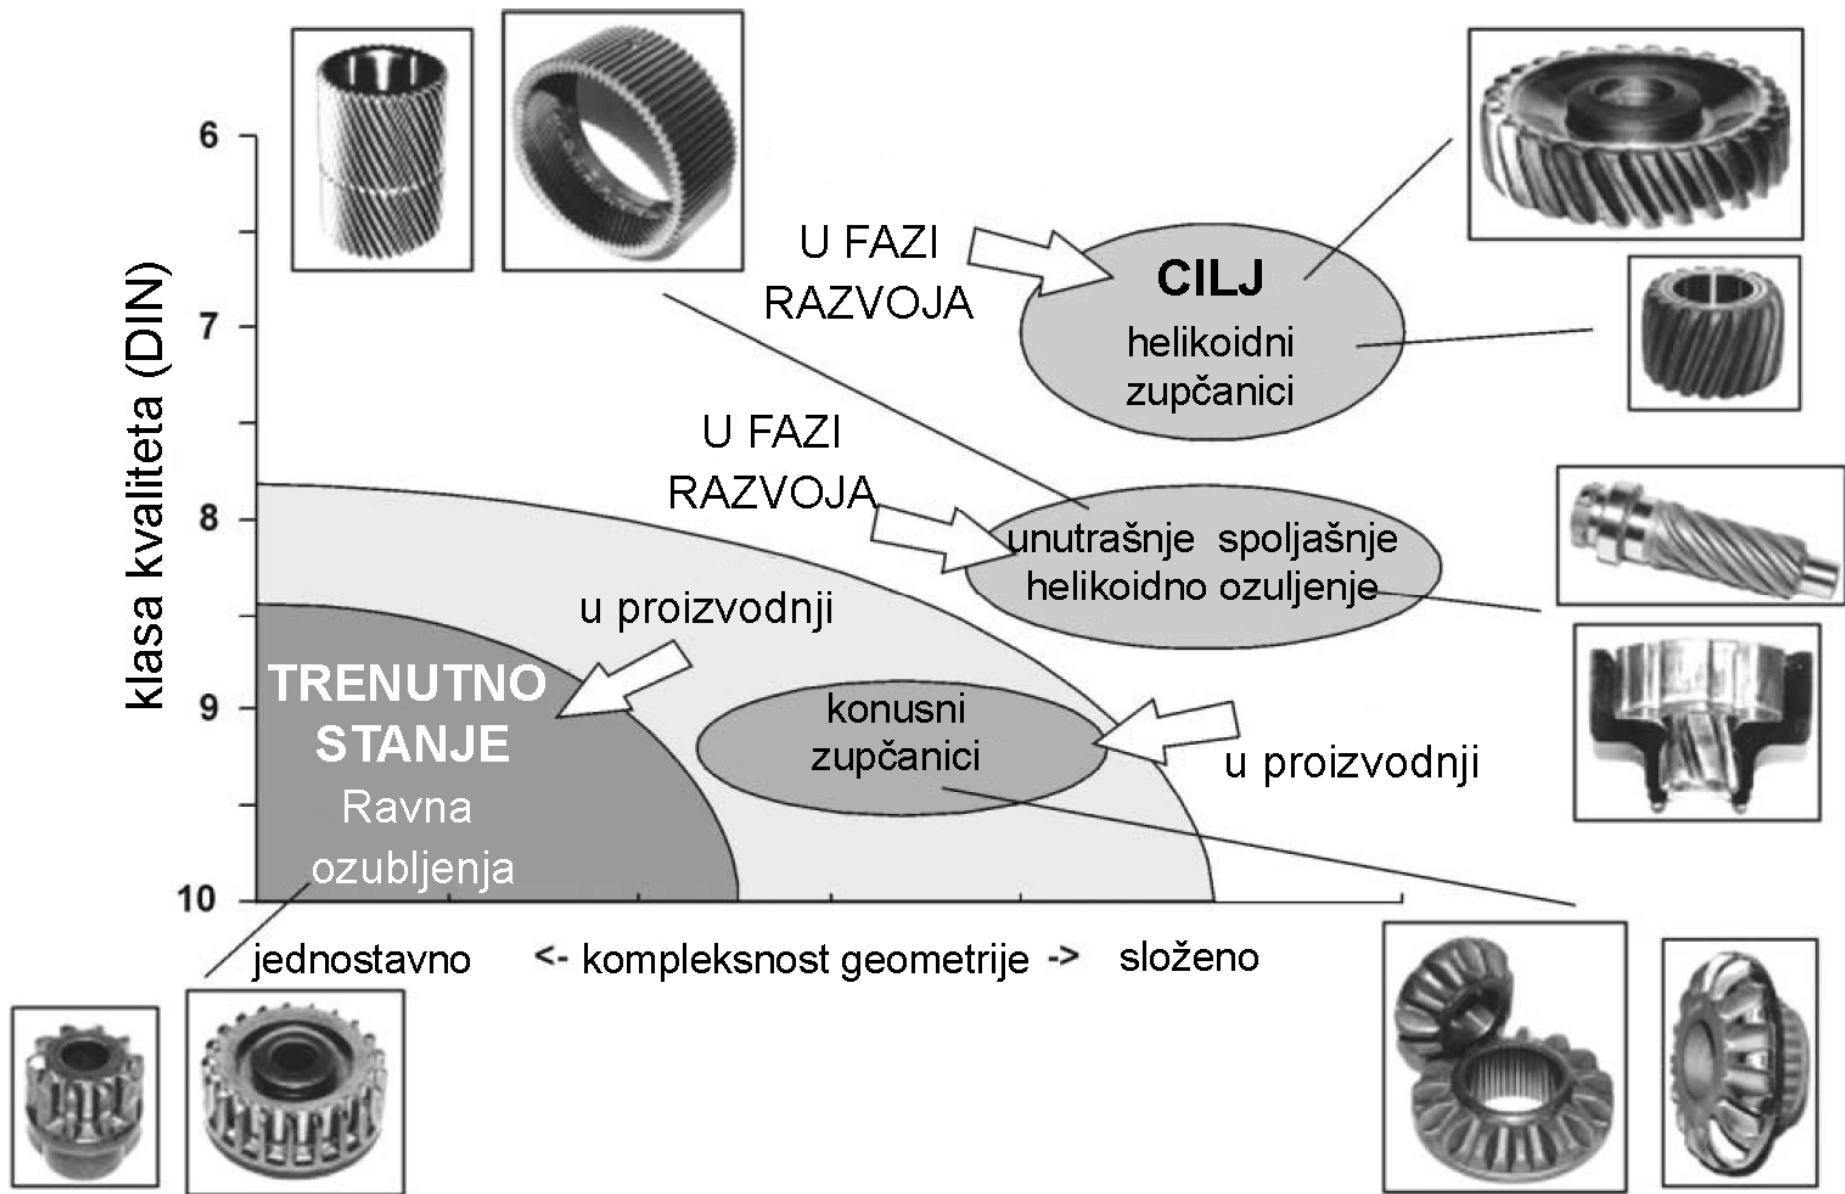 6
U FAZI
RAZVOJA
CILJ
helikoidni
zupčanici
7
klasa kvaliteta (DIN)
U FAZI
RAZVOJA
8
unutrašnje spoljašnje
helikoidno ozuljenje
u proizvodnji
TRENUTNO
STANJE
Ravna
ozubljenja
9
konusni
zupčanici
u proizvodnji
10
jednostavno <- kompleksnost geometrije -> složeno